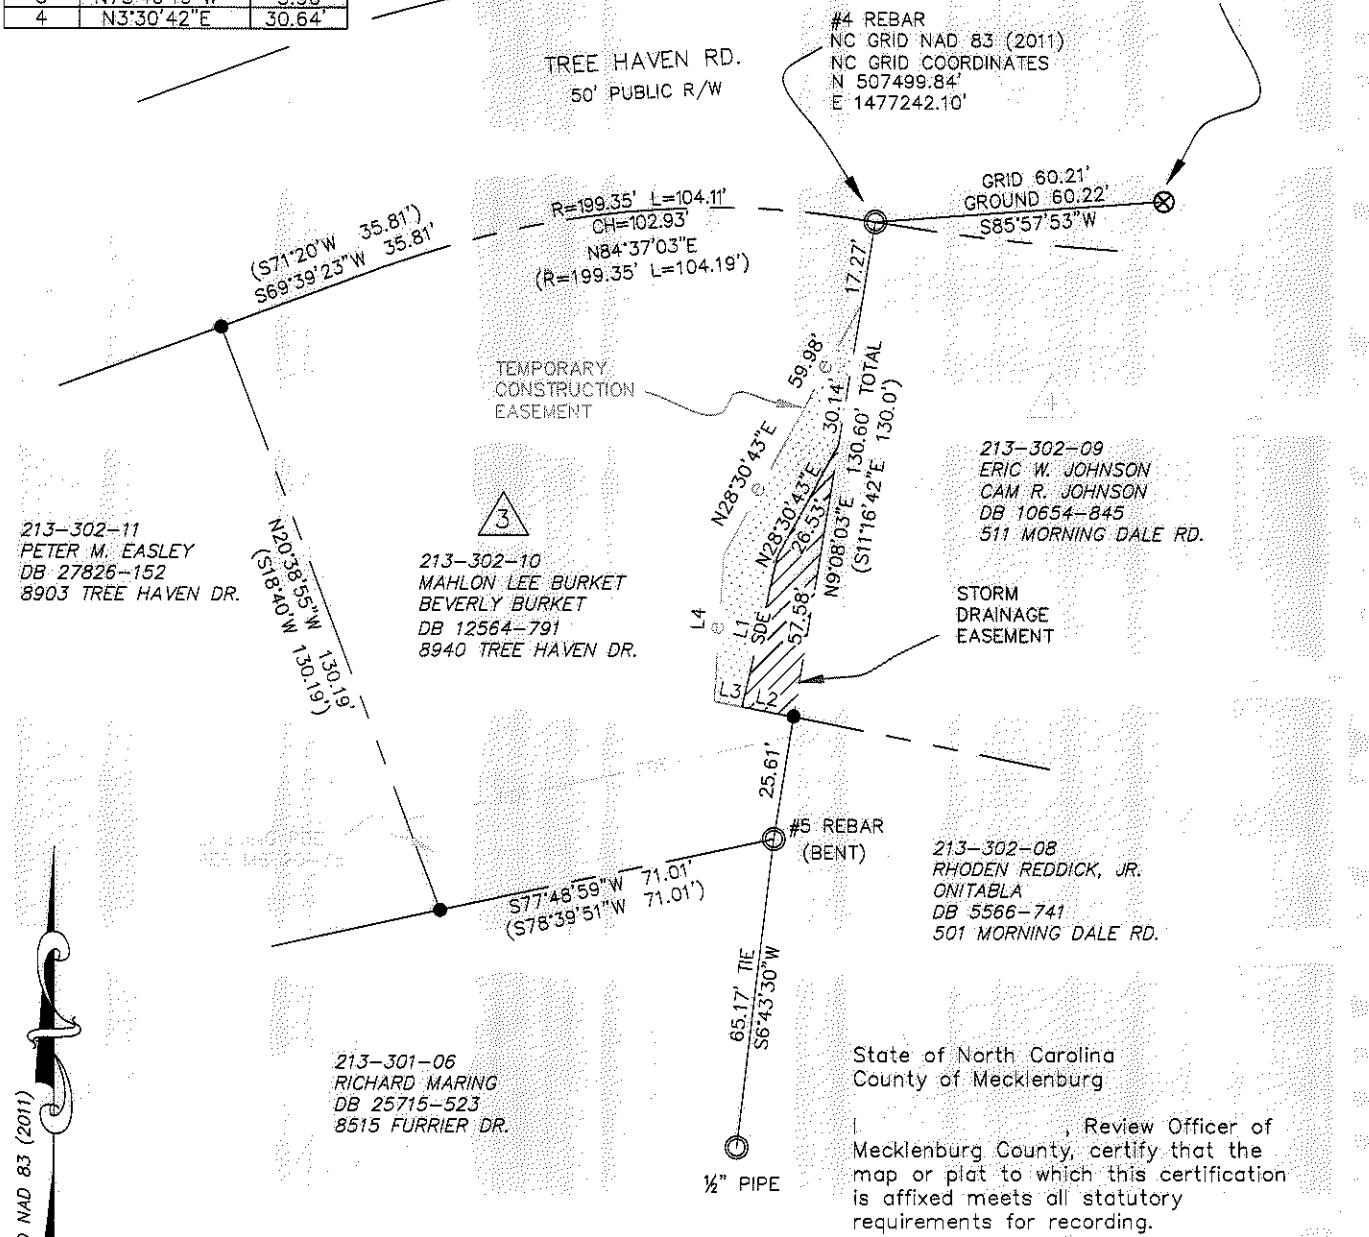 4 N3°30'42"E 30.64'
TREE HAVEN RD.
50' PUBLIC R/W
#4 REBAR
NC GRID NAD 83 (2011)
NC GRID COORDINATES
N 507499.84'
E 1477242.10'
GRID 60.21'
GROUND 60.22'
S85°57'53"W
R=199.35' L=104.11'
CH=102.93'
N84°37'03"E
(R=199.35' L=104.19')
(S71°20'W 35.81')
S69°39'23"W 35.81'
17.27'
TEMPORARY
CONSTRUCTION
EASEMENT
59.98'
N28°30'43"E
30.14'
N28°30'43"E
26.53'
N9°08'03"E 130.60' TOTAL
(S11°16'42"E 130.0')
4
213-302-09
ERIC W. JOHNSON
CAM R. JOHNSON
DB 10654-845
511 MORNING DALE RD.
213-302-11
PETER M. EASLEY
DB 27826-152
8903 TREE HAVEN DR.
N20°38'55"W 130.19'
(S18°40'W 130.19')
3
213-302-10
MAHLON LEE BURKET
BEVERLY BURKET
DB 12564-791
8940 TREE HAVEN DR.
STORM
DRAINAGE
EASEMENT
L4
L1
SDE
57.58'
L3
L2
25.61'
#5 REBAR
(BENT)
S77°48'59"W 71.01'
(S78°39'51"W 71.01')
213-302-08
RHODEN REDDICK, JR.
ONITABLA
DB 5566-741
501 MORNING DALE RD.
65.17' TIE
S6°43'30"W
½" PIPE
213-301-06
RICHARD MARING
DB 25715-523
8515 FURRIER DR.
NAD 83 (2011)
State of North Carolina
County of Mecklenburg
I , Review Officer of
Mecklenburg County, certify that the
map or plat to which this certification
is affixed meets all statutory
requirements for recording.